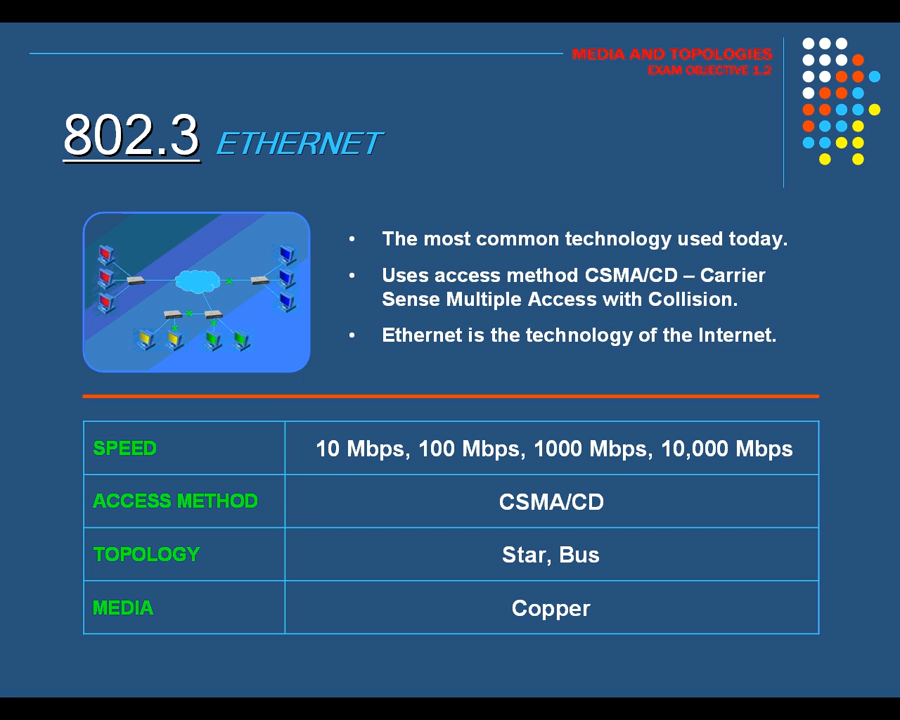 MEDIA AND TOPOLOGIES
EXAM OBJECTIVE 1.2
802.3 ETHERNET
• The most common technology used today.
• Uses access method CSMA/CD – Carrier
Sense Multiple Access with Collision.
• Ethernet is the technology of the Internet.
SPEED 10 Mbps, 100 Mbps, 1000 Mbps, 10,000 Mbps
ACCESS METHOD CSMA/CD
TOPOLOGY Star, Bus
MEDIA Copper